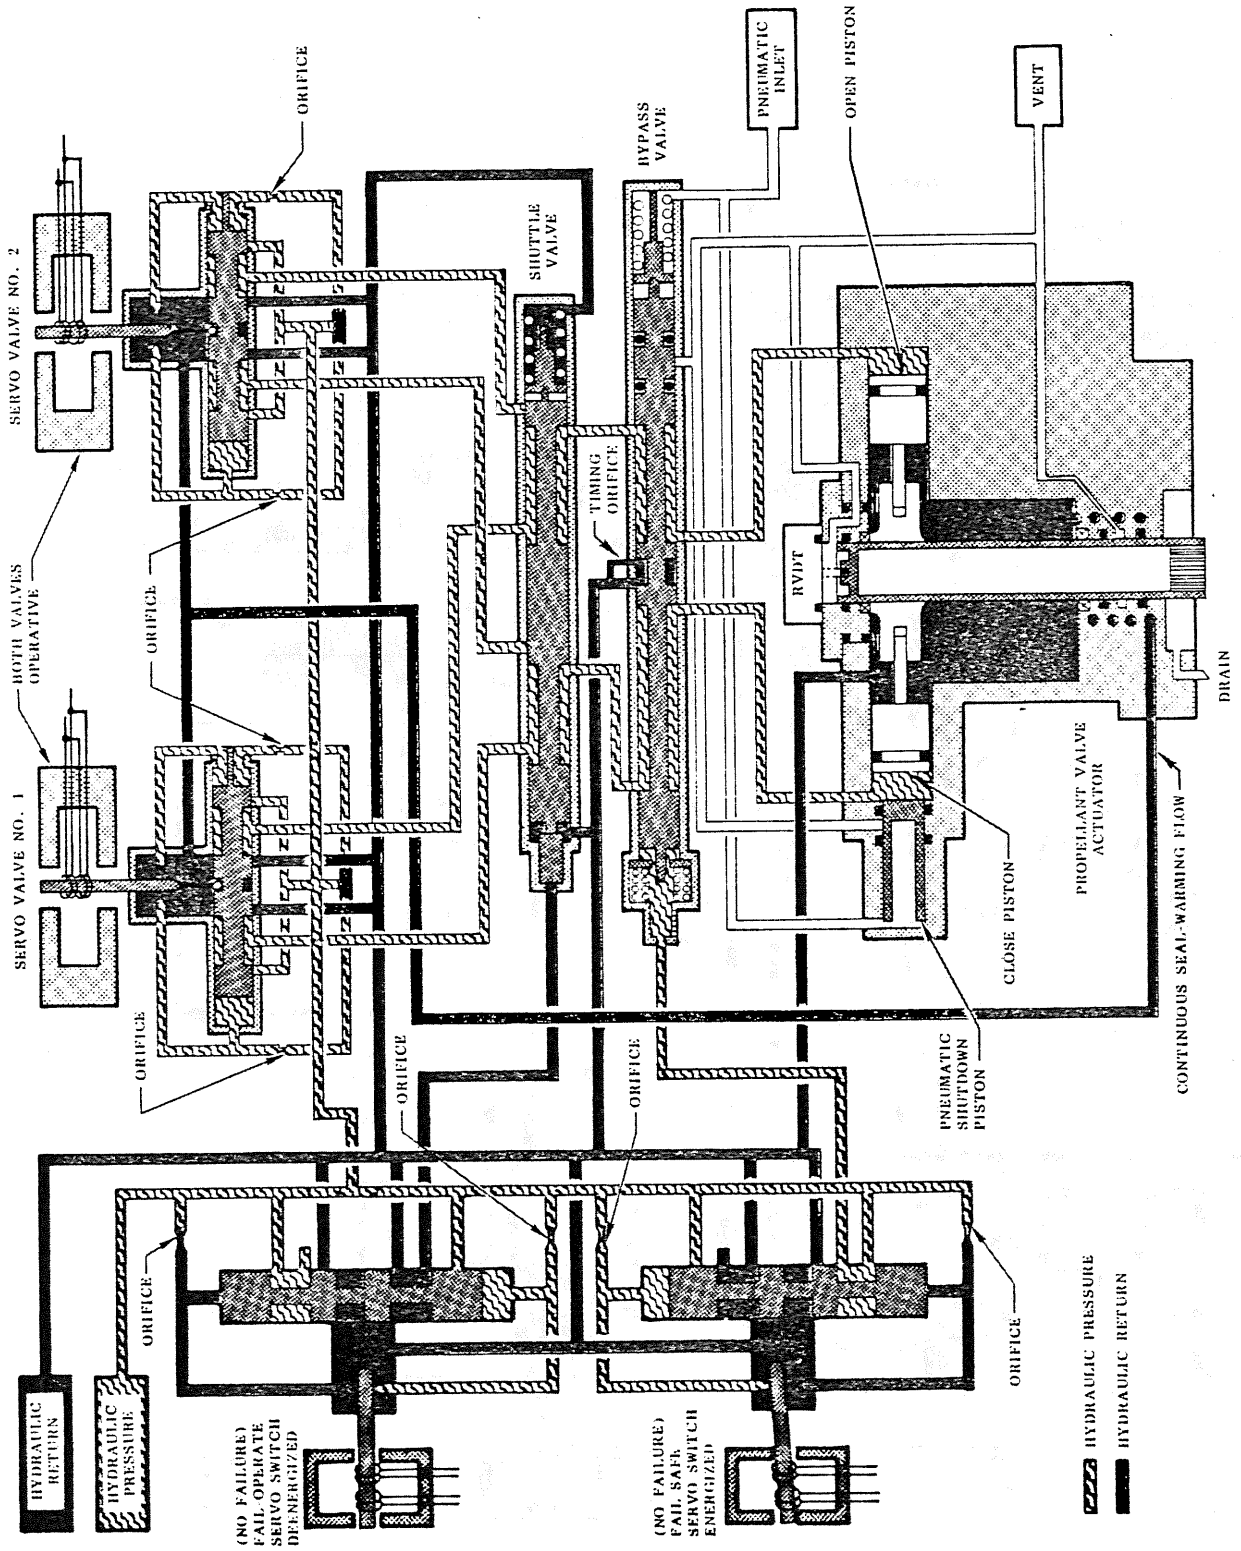 SERVO VALVE NO. 1
SERVO VALVE NO. 2
BOTH VALVES
OPERATIVE
ORIFICE
ORIFICE
ORIFICE
SHUTTLE
VALVE
TIMING
ORIFICE
BYPASS
VALVE
PNEUMATIC
INLET
OPEN PISTON
VENT
RVDT
DRAIN
PROPELLANT VALVE
ACTUATOR
CLOSE PISTON
PNEUMATIC
SHUTDOWN
PISTON
CONTINUOUS SEAL-WARMING FLOW
HYDRAULIC
RETURN
HYDRAULIC
PRESSURE
ORIFICE
ORIFICE
ORIFICE
ORIFICE
(NO FAILURE)
FAIL-OPERATE
SERVO SWITCH
DEENERGIZED
(NO FAILURE)
FAIL SAFE
SERVO SWITCH
ENERGIZED
HYDRAULIC PRESSURE
HYDRAULIC RETURN